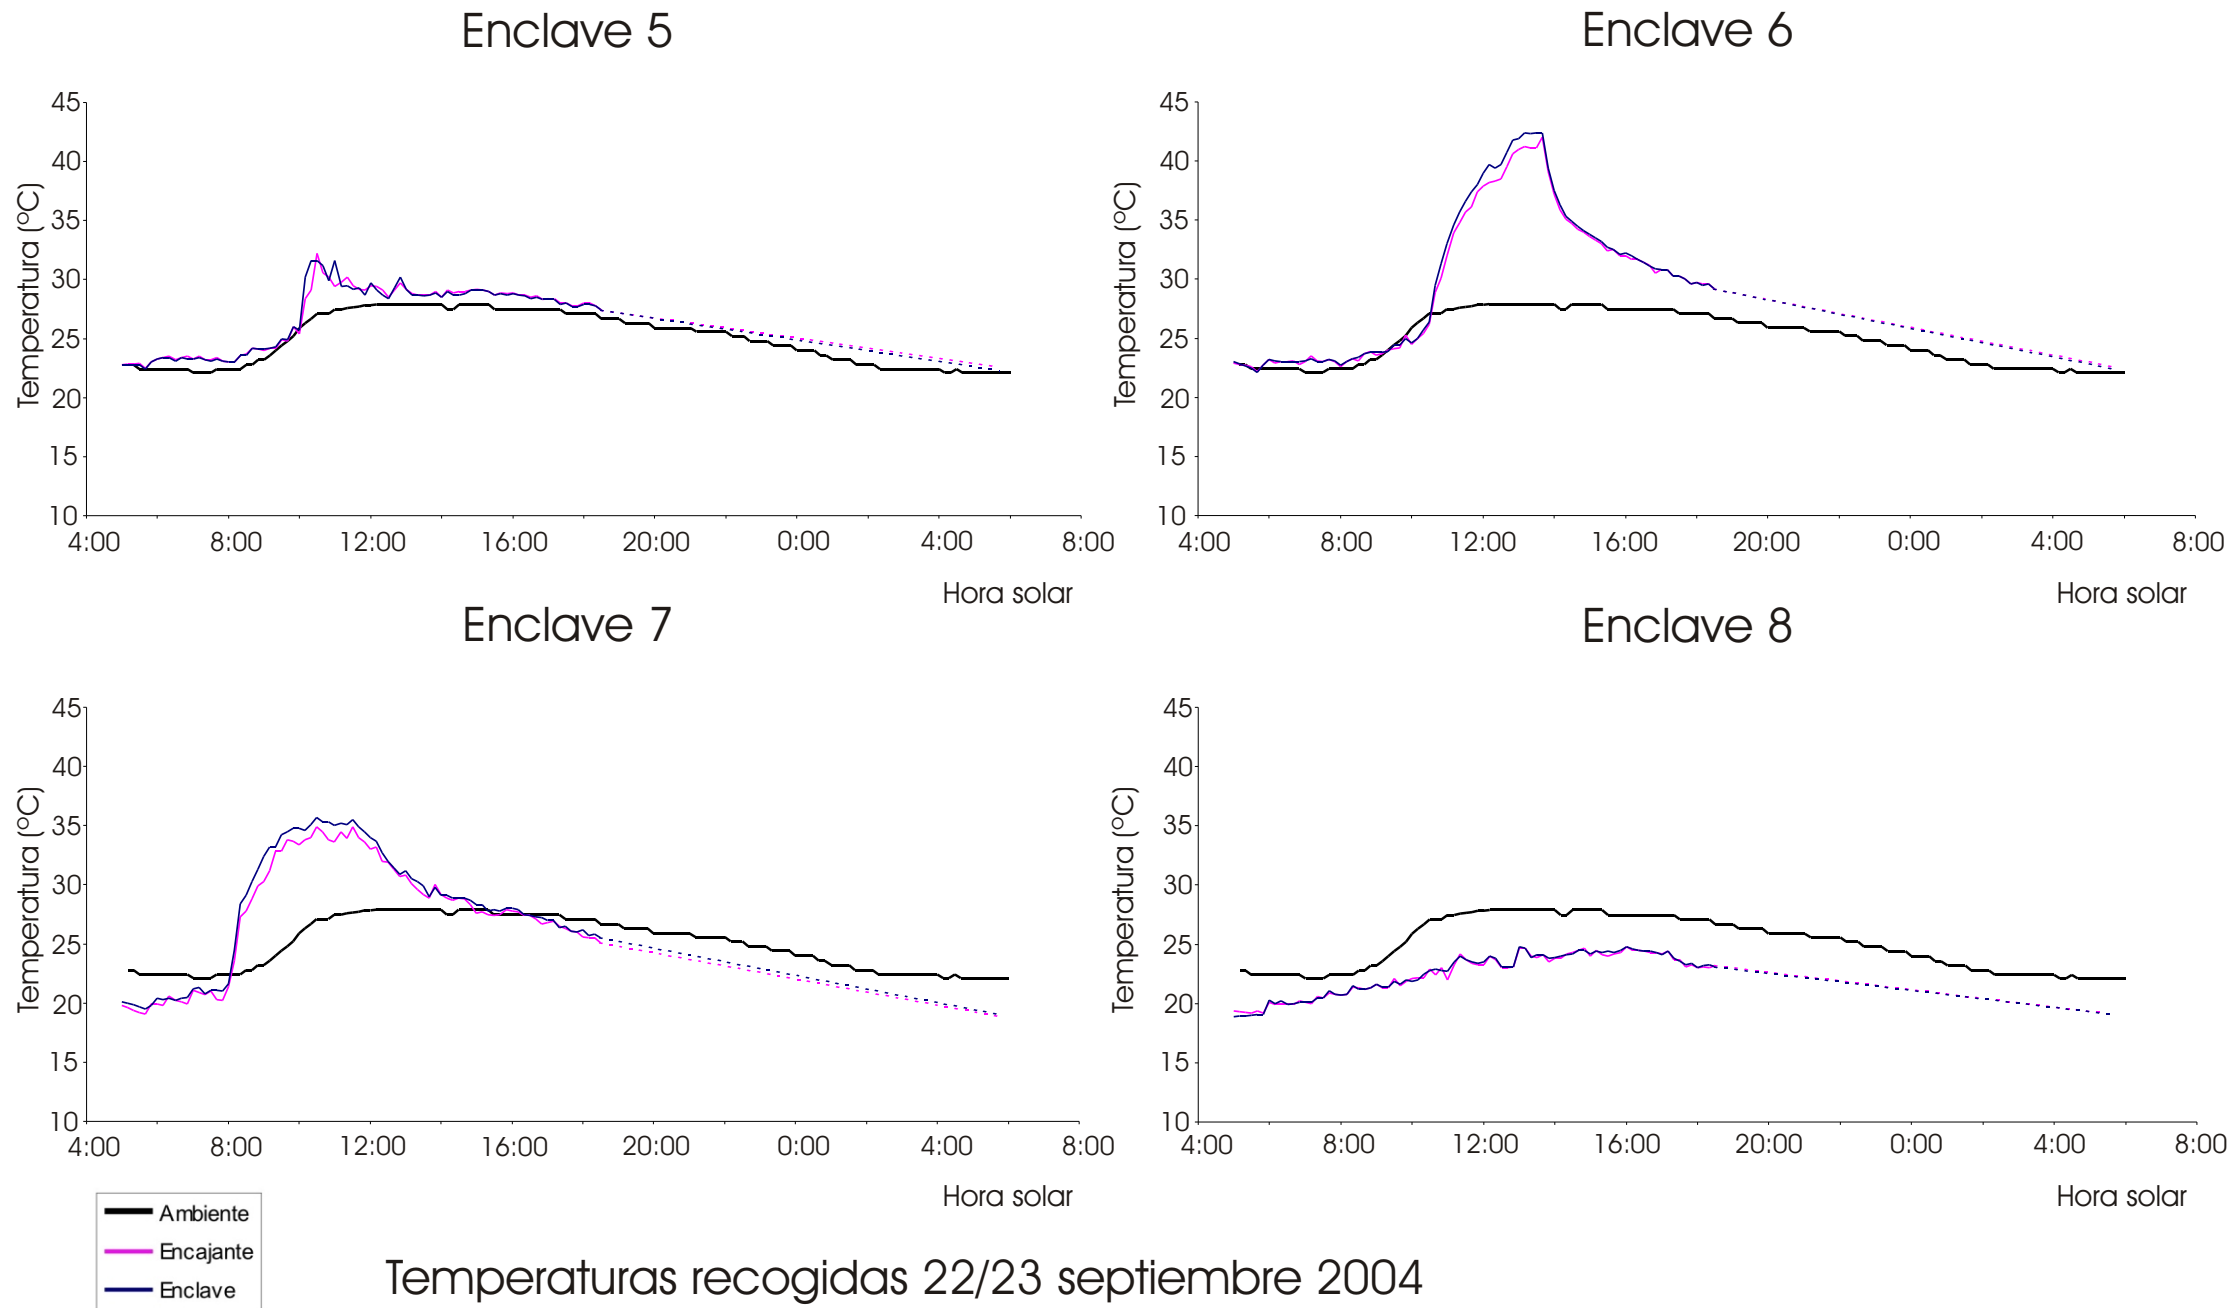 Enclave 5
Enclave 6
Temperatura (ºC)
45
40
35
30
25
20
15
10
4:00 8:00 12:00 16:00 20:00 0:00 4:00 8:00
Hora solar
Temperatura (ºC)
45
40
35
30
25
20
15
10
4:00 8:00 12:00 16:00 20:00 0:00 4:00 8:00
Hora solar
Enclave 7
Enclave 8
Temperatura (ºC)
45
40
35
30
25
20
15
10
4:00 8:00 12:00 16:00 20:00 0:00 4:00 8:00
Hora solar
Temperatura (ºC)
45
40
35
30
25
20
15
10
4:00 8:00 12:00 16:00 20:00 0:00 4:00 8:00
Hora solar
Ambiente
Encajante
Enclave
Temperaturas recogidas 22/23 septiembre 2004